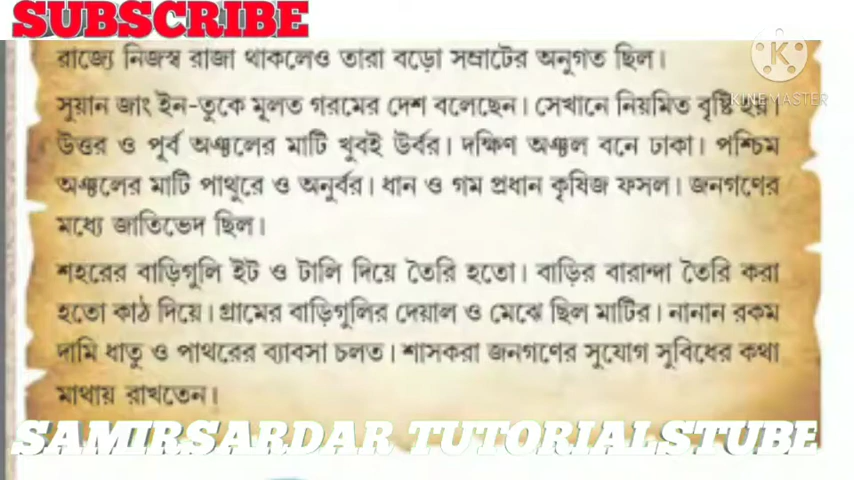 SUBSCRIBE
রাজ্যে নিজস্ব রাজা থাকলেও তারা বড়ো সম্রাটের অনুগত ছিল।
KINEMASTER
সুয়ান জাং ইন-তুকে মূলত গরমের দেশ বলেছেন। সেখানে নিয়মিত বৃষ্টি হয়।
উত্তর ও পূর্ব অঞ্চলের মাটি খুবই উর্বর। দক্ষিণ অঞ্চল বনে ঢাকা। পশ্চিম
অঞ্চলের মাটি পাথুরে ও অনুর্বর। ধান ও গম প্রধান কৃষিজ ফসল। জনগণের
মধ্যে জাতিভেদ ছিল।
শহরের বাড়িগুলি ইট ও টালি দিয়ে তৈরি হতো। বাড়ির বারান্দা তৈরি করা
হতো কাঠ দিয়ে। গ্রামের বাড়িগুলির দেয়াল ও মেঝে ছিল মাটির। নানান রকম
দামি ধাতু ও পাথরের ব্যাবসা চলত। শাসকরা জনগণের সুযোগ সুবিধের কথা
মাথায় রাখতেন।
SAMIRSARDAR TUTORIALSTUBE